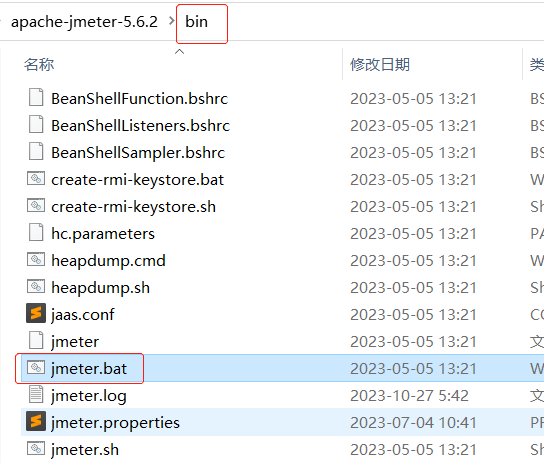 apache-jmeter-5.6.2 > bin
名称 修改日期 类
BeanShellFunction.bshrc 2023-05-05 13:21 BS
BeanShellListeners.bshrc 2023-05-05 13:21 BS
BeanShellSampler.bshrc 2023-05-05 13:21 BS
create-rmi-keystore.bat 2023-05-05 13:21 W
create-rmi-keystore.sh 2023-05-05 13:21 Sh
hc.parameters 2023-05-05 13:21 PA
heapdump.cmd 2023-05-05 13:21 W
heapdump.sh 2023-05-05 13:21 Sh
jaas.conf 2023-05-05 13:21 CO
jmeter 2023-05-05 13:21 文
jmeter.bat 2023-05-05 13:21 W
jmeter.log 2023-10-27 5:42 文
jmeter.properties 2023-07-04 10:41 PR
jmeter.sh 2023-05-05 13:21 Sh